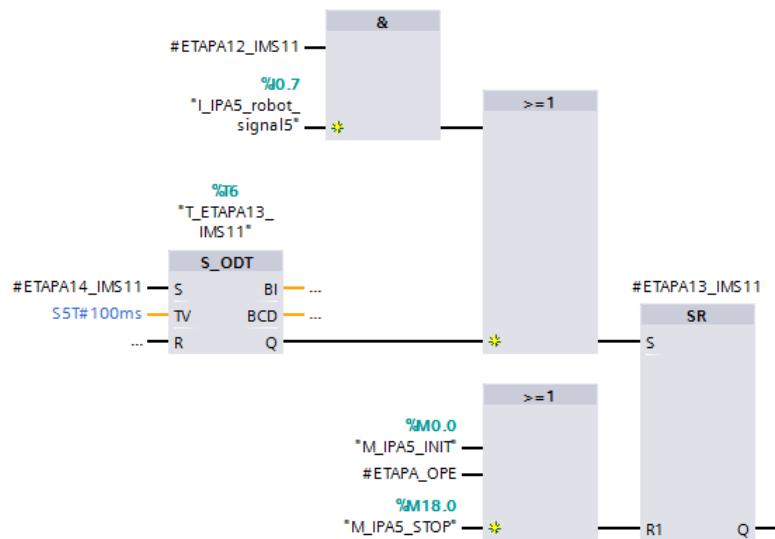 &
#ETAPA12_IMS11
%I0.7
"I_IPA5_robot_
signal5"
>=1
%T6
"T_ETAPA13_
IMS11"
S_ODT
#ETAPA14_IMS11 S BI ...
S5T#100ms TV BCD ...
... R Q
#ETAPA13_IMS11
SR
S
>=1
%M0.0
"M_IPA5_INIT"
#ETAPA_OPE
%M18.0
"M_IPA5_STOP"
R1 Q